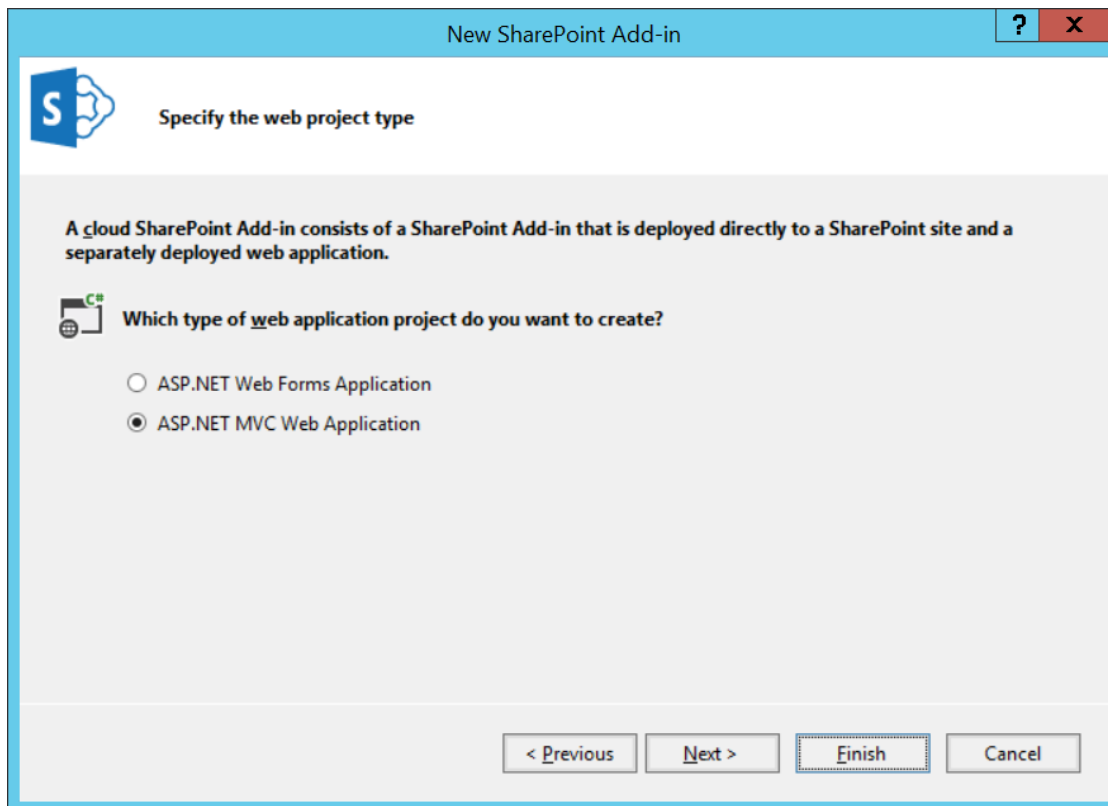 New SharePoint Add-in
?
X
S
Specify the web project type
A cloud SharePoint Add-in consists of a SharePoint Add-in that is deployed directly to a SharePoint site and a
separately deployed web application.
C#
Which type of web application project do you want to create?
ASP.NET Web Forms Application
ASP.NET MVC Web Application
< Previous
Next >
Finish
Cancel